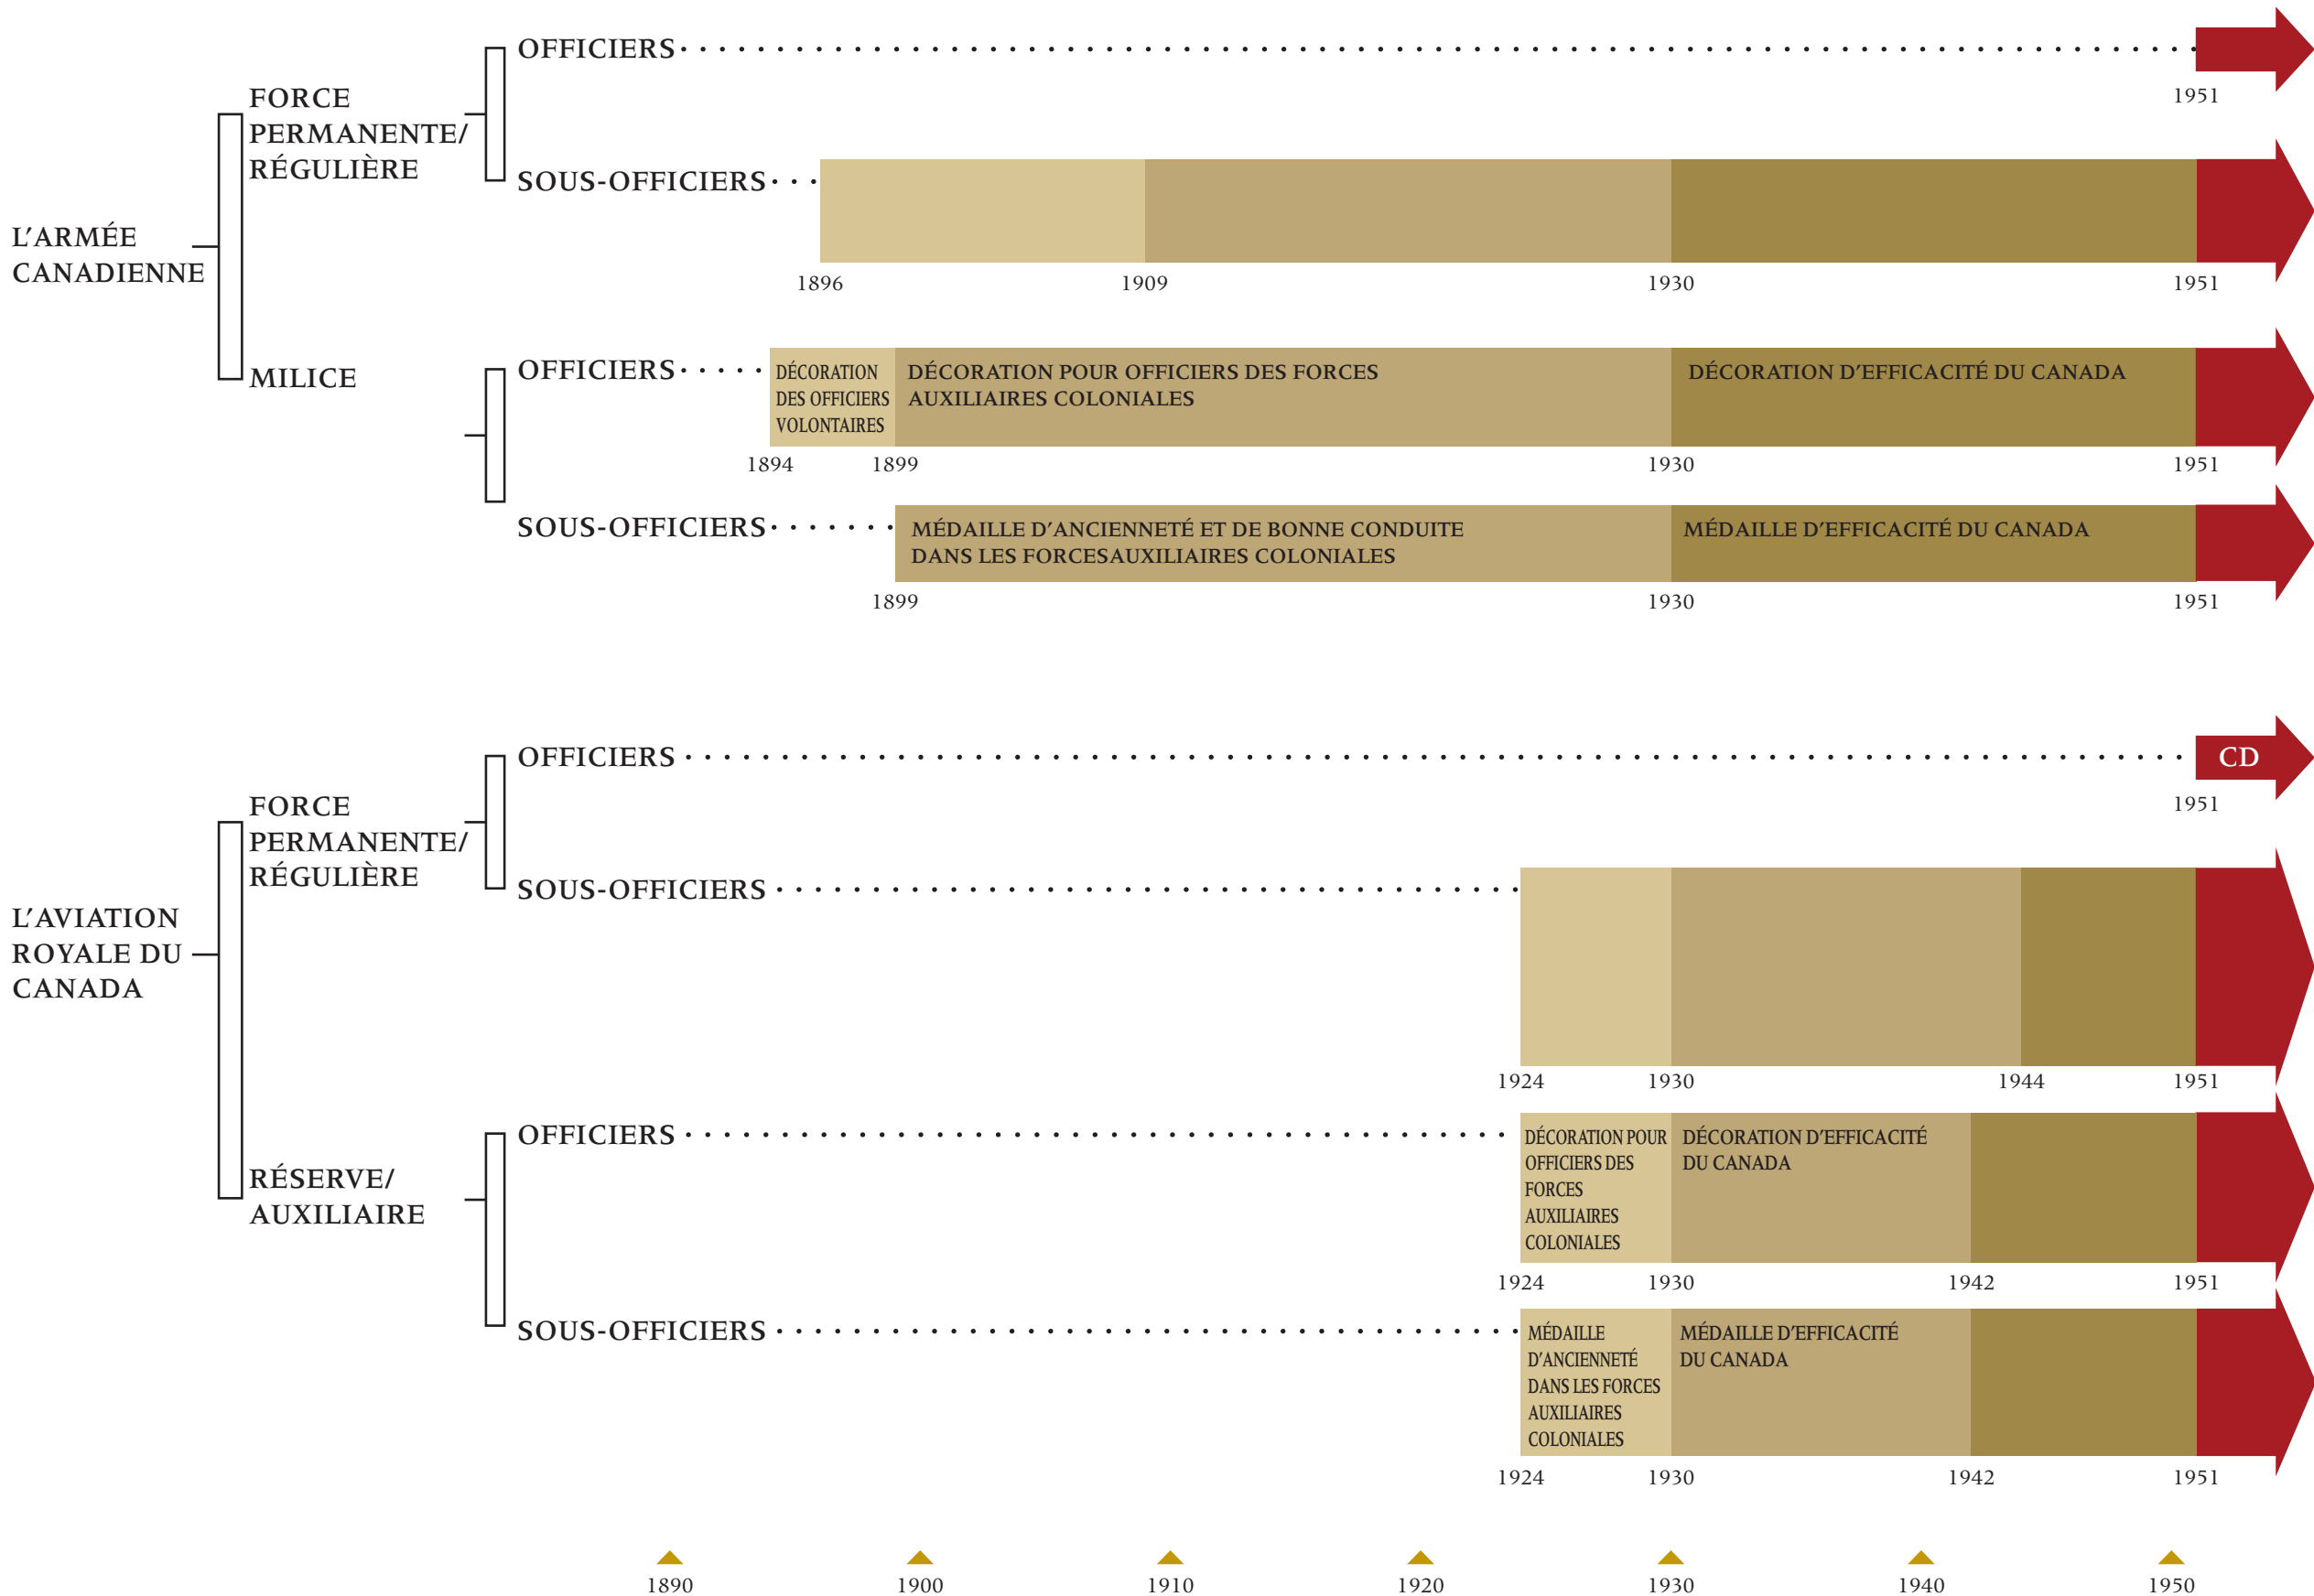 OFFICIERS
1951
FORCE
PERMANENTE/
RÉGULIÈRE
SOUS-OFFICIERS
1896 1909 1930 1951
L'ARMÉE
CANADIENNE
MILICE
OFFICIERS
DÉCORATION
DES OFFICIERS
VOLONTAIRES
DÉCORATION POUR OFFICIERS DES FORCES
AUXILIAIRES COLONIALES
DÉCORATION D'EFFICACITÉ DU CANADA
1894 1899 1930 1951
SOUS-OFFICIERS
MÉDAILLE D'ANCIENNETÉ ET DE BONNE CONDUITE
DANS LES FORCESAUXILIAIRES COLONIALES
MÉDAILLE D'EFFICACITÉ DU CANADA
1899 1930 1951
OFFICIERS
CD
1951
FORCE
PERMANENTE/
RÉGULIÈRE
SOUS-OFFICIERS
1924 1930 1944 1951
L'AVIATION
ROYALE DU
CANADA
RÉSERVE/
AUXILIAIRE
OFFICIERS
DÉCORATION POUR
OFFICIERS DES
FORCES
AUXILIAIRES
COLONIALES
DÉCORATION D'EFFICACITÉ
DU CANADA
1924 1930 1942 1951
SOUS-OFFICIERS
MÉDAILLE
D'ANCIENNETÉ
DANS LES FORCES
AUXILIAIRES
COLONIALES
MÉDAILLE D'EFFICACITÉ
DU CANADA
1924 1930 1942 1951
1890 1900 1910 1920 1930 1940 1950